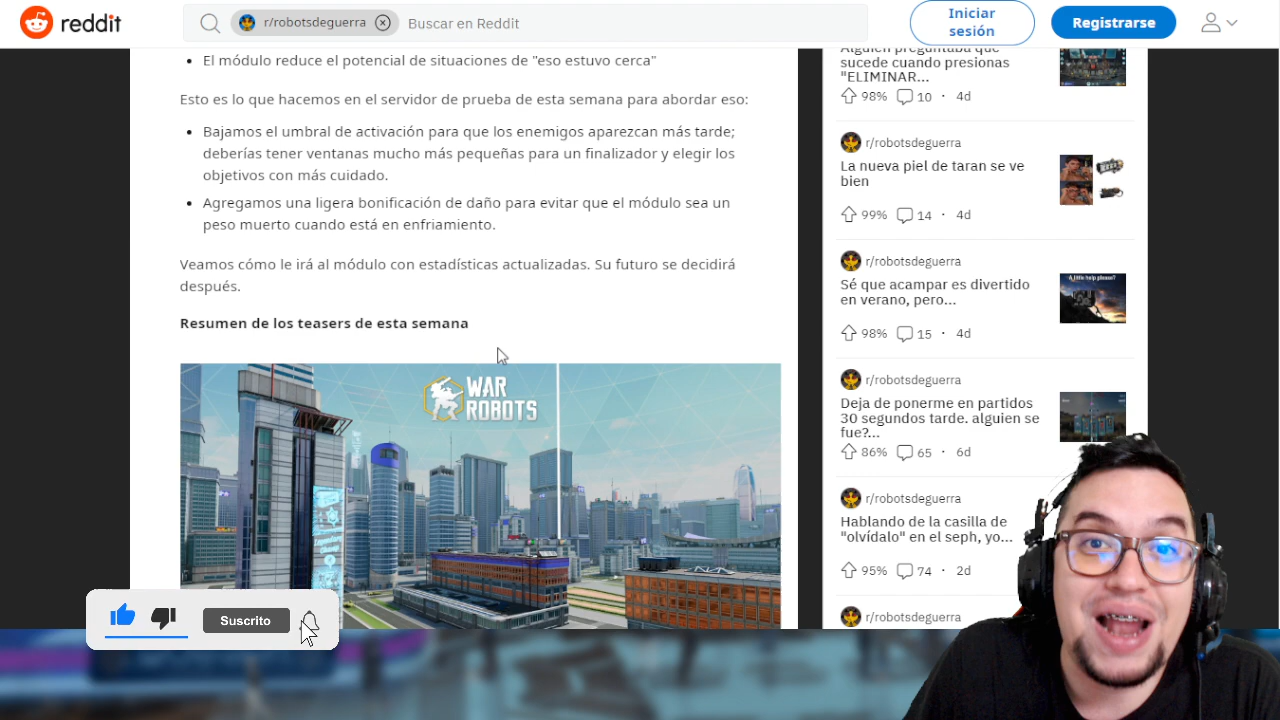 reddit
r/robotsdeguerra
Buscar en Reddit
Iniciar
sesión
Registrarse
El módulo reduce el potencial de situaciones de "eso estuvo cerca"
Esto es lo que hacemos en el servidor de prueba de esta semana para abordar eso:
Bajamos el umbral de activación para que los enemigos aparezcan más tarde;
deberías tener ventanas mucho más pequeñas para un finalizador y elegir los
objetivos con más cuidado.
Agregamos una ligera bonificación de daño para evitar que el módulo sea un
peso muerto cuando está en enfriamiento.
Veamos cómo le irá al módulo con estadísticas actualizadas. Su futuro se decidirá
después.
Resumen de los teasers de esta semana
WAR
ROBOTS
Suscrito
Alguien preguntaba qué
sucede cuando presionas
"ELIMINAR...
98% 10 · 4d
r/robotsdeguerra
La nueva piel de taran se ve
bien
99% 14 · 4d
r/robotsdeguerra
Sé que acampar es divertido
en verano, pero...
A little help please?
98% 15 · 4d
r/robotsdeguerra
Deja de ponerme en partidos
30 segundos tarde. alguien se
fue?...
86% 65 · 6d
r/robotsdeguerra
Hablando de la casilla de
"olvídalo" en el seph, yo...
95% 74 · 2d
r/robotsdeguerra